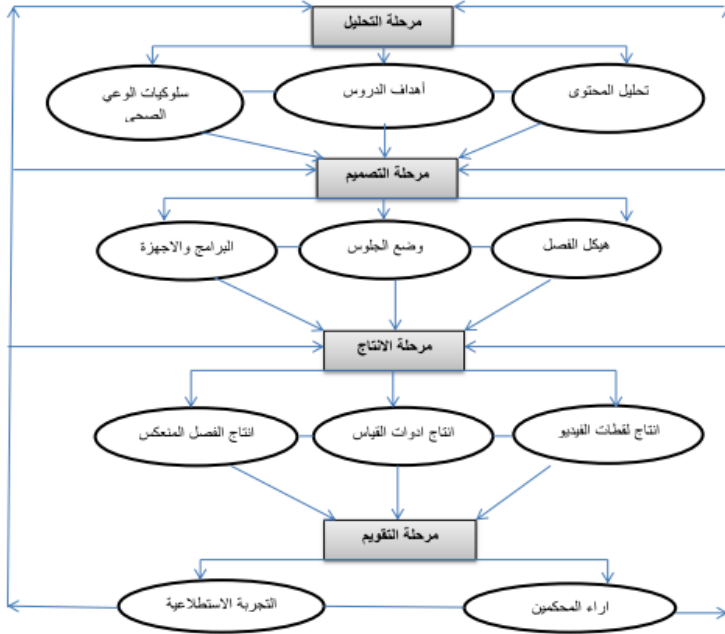 مرحلة التحليل
تحليل المحتوى
أهداف الدروس
سلوكيات الوعي
الصحى
مرحلة التصميم
هيكل الفصل
وضع الجلوس
البرامج والاجهزة
مرحلة الانتاج
انتاج لقطات الفيديو
انتاج ادوات القياس
انتاج الفصل المنعكس
مرحلة التقويم
اراء المحكمين
التجربة الاستطلاعية